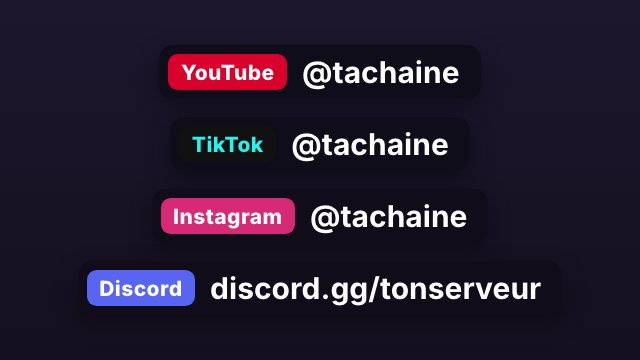 YouTube @tachaine
TikTok @tachaine
Instagram @tachaine
Discord discord.gg/tonserveur